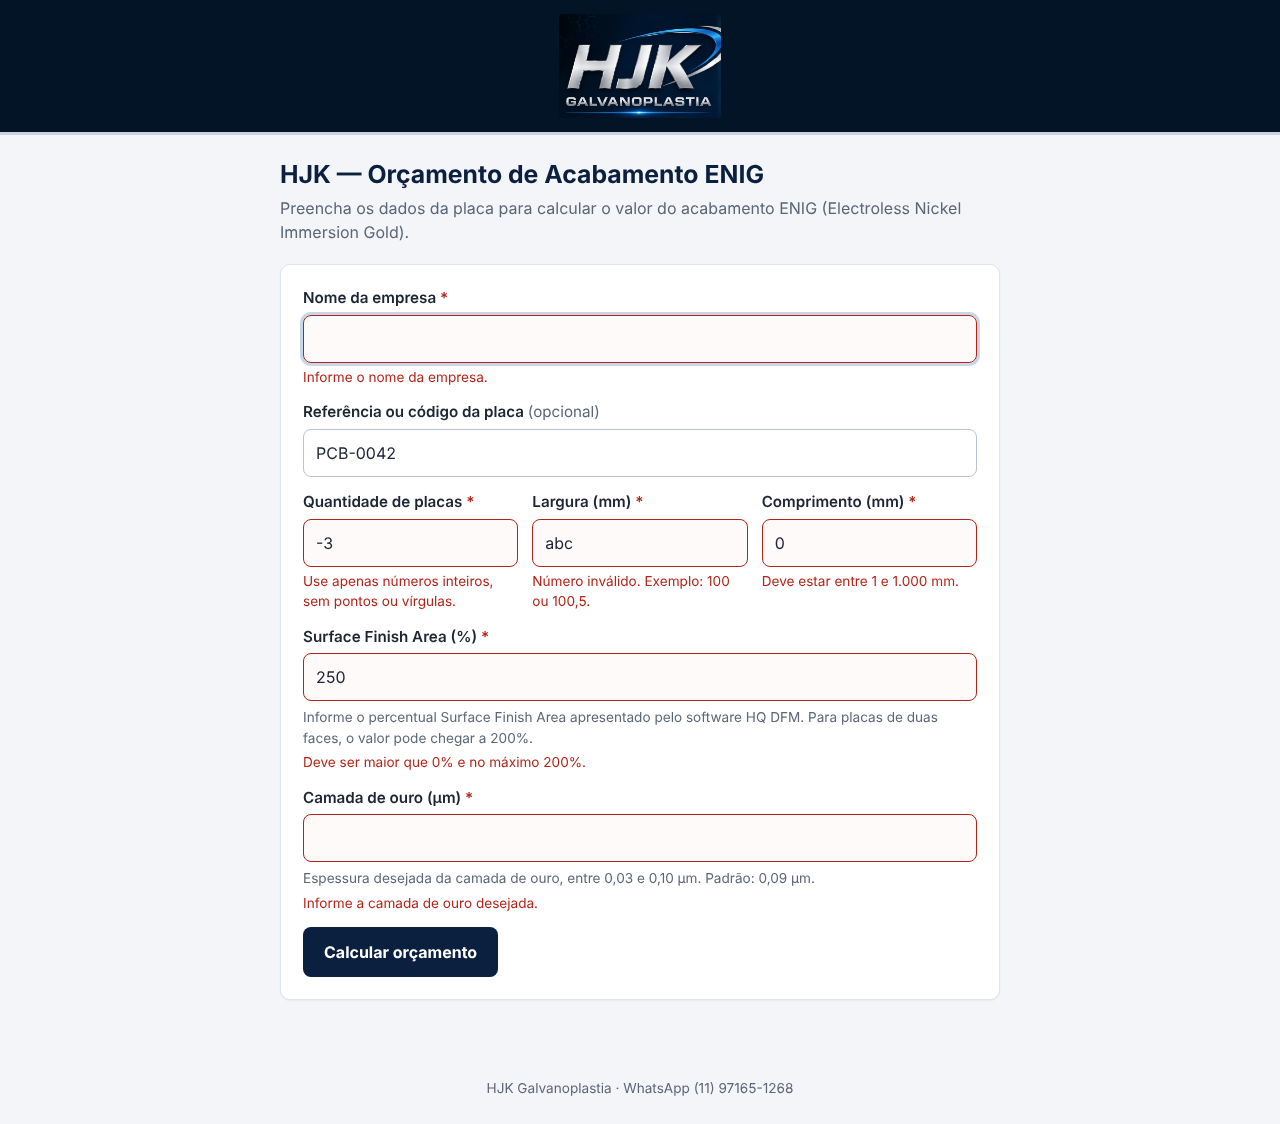 HJK
GALVANOPLASTIA
HJK — Orçamento de Acabamento ENIG
Preencha os dados da placa para calcular o valor do acabamento ENIG (Electroless Nickel
Immersion Gold).
Nome da empresa *
Informe o nome da empresa.
Referência ou código da placa (opcional)
PCB-0042
Quantidade de placas *
-3
Use apenas números inteiros,
sem pontos ou vírgulas.
Largura (mm) *
abc
Número inválido. Exemplo: 100
ou 100,5.
Comprimento (mm) *
0
Deve estar entre 1 e 1.000 mm.
Surface Finish Area (%) *
250
Informe o percentual Surface Finish Area apresentado pelo software HQ DFM. Para placas de duas
faces, o valor pode chegar a 200%.
Deve ser maior que 0% e no máximo 200%.
Camada de ouro (µm) *
Espessura desejada da camada de ouro, entre 0,03 e 0,10 µm. Padrão: 0,09 µm.
Informe a camada de ouro desejada.
Calcular orçamento
HJK Galvanoplastia · WhatsApp (11) 97165-1268